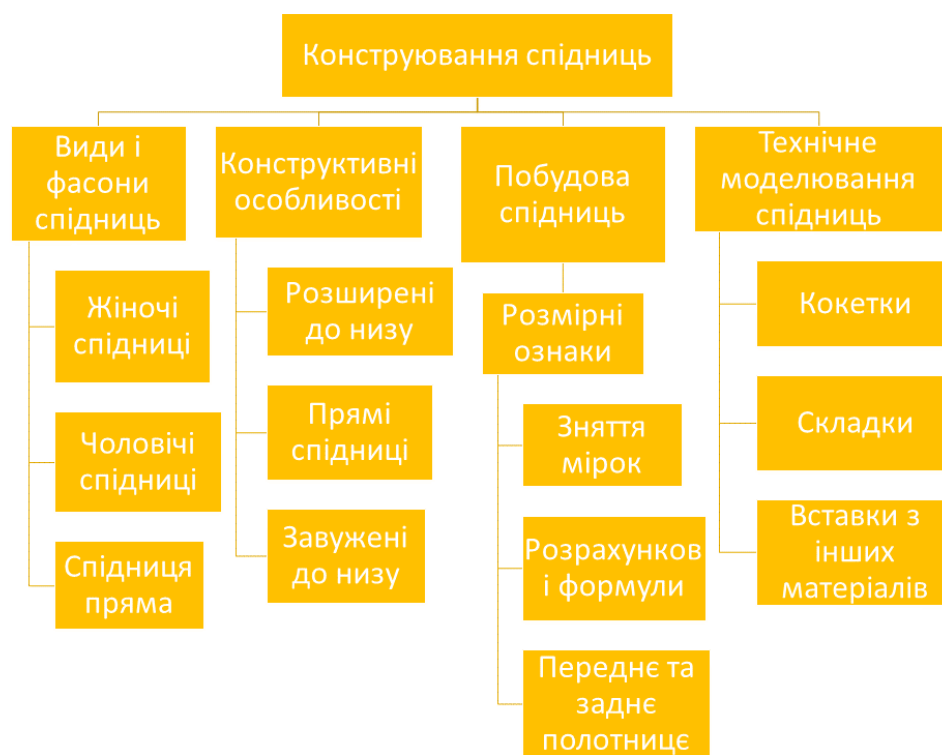 Конструювання спідниць
Види і
фасони
спідниць
Жіночі
спідниці
Чоловічі
спідниці
Спідниця
пряма
Конструктивні
особливості
Розширені
до низу
Прямі
спідниці
Завужені
до низу
Побудова
спідниць
Розмірні
ознаки
Зняття
мірок
Розрахунков
і формули
Переднє та
заднє
полотницє
Технічне
моделювання
спідниць
Кокетки
Складки
Вставки з
інших
матеріалів